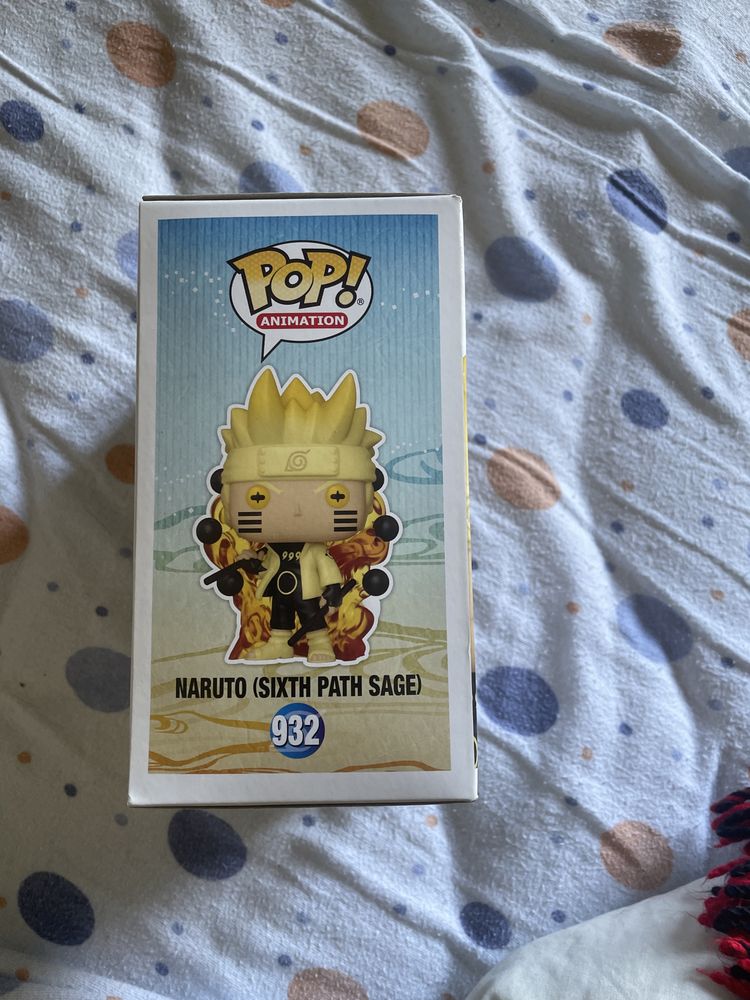 POP!®
ANIMATION
NARUTO (SIXTH PATH SAGE)
932